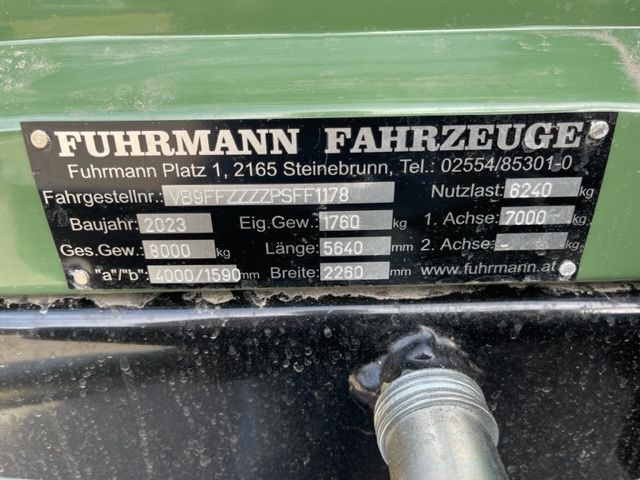 FUHRMANN FAHRZEUGE
Fuhrmann Platz 1, 2165 Steinebrunn, Tel.: 02554/85301-0
Fahrgestellnr.: VB9FFZZZZPSFF1178 Nutzlast: 6240 kg
Baujahr: 2023 Eig.Gew.: 1760 kg 1. Achse: 7000 kg
Ges.Gew.: 8000 kg Länge: 5640 mm 2. Achse: - kg
"a"/"b": 4000/1590 mm Breite: 2260 mm www.fuhrmann.at